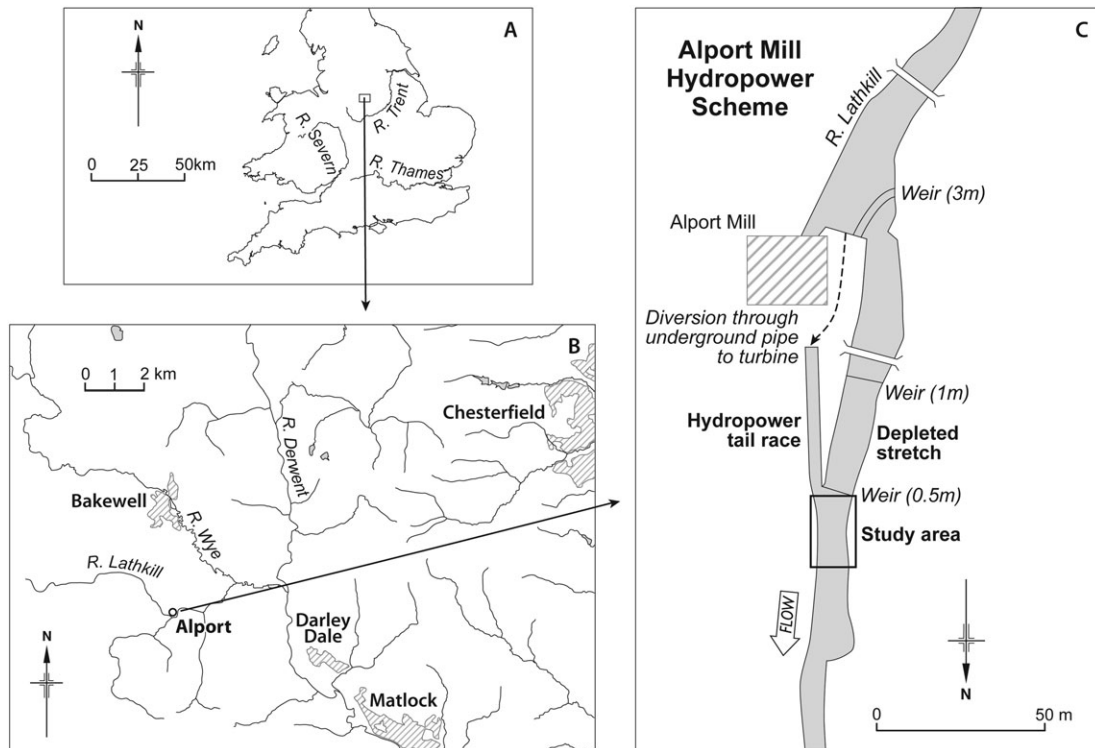 A
N
0 25 50km
R. Severn
R. Trent
R. Thames
B
0 1 2 km
Chesterfield
R. Derwent
Bakewell
R. Wye
R. Lathkill
Alport
Darley
Dale
Matlock
N
C
Alport Mill
Hydropower
Scheme
R. Lathkill
Weir (3m)
Alport Mill
Diversion through
underground pipe
to turbine
Weir (1m)
Hydropower
tail race
Depleted
stretch
Weir (0.5m)
Study area
FLOW
N
0 50 m